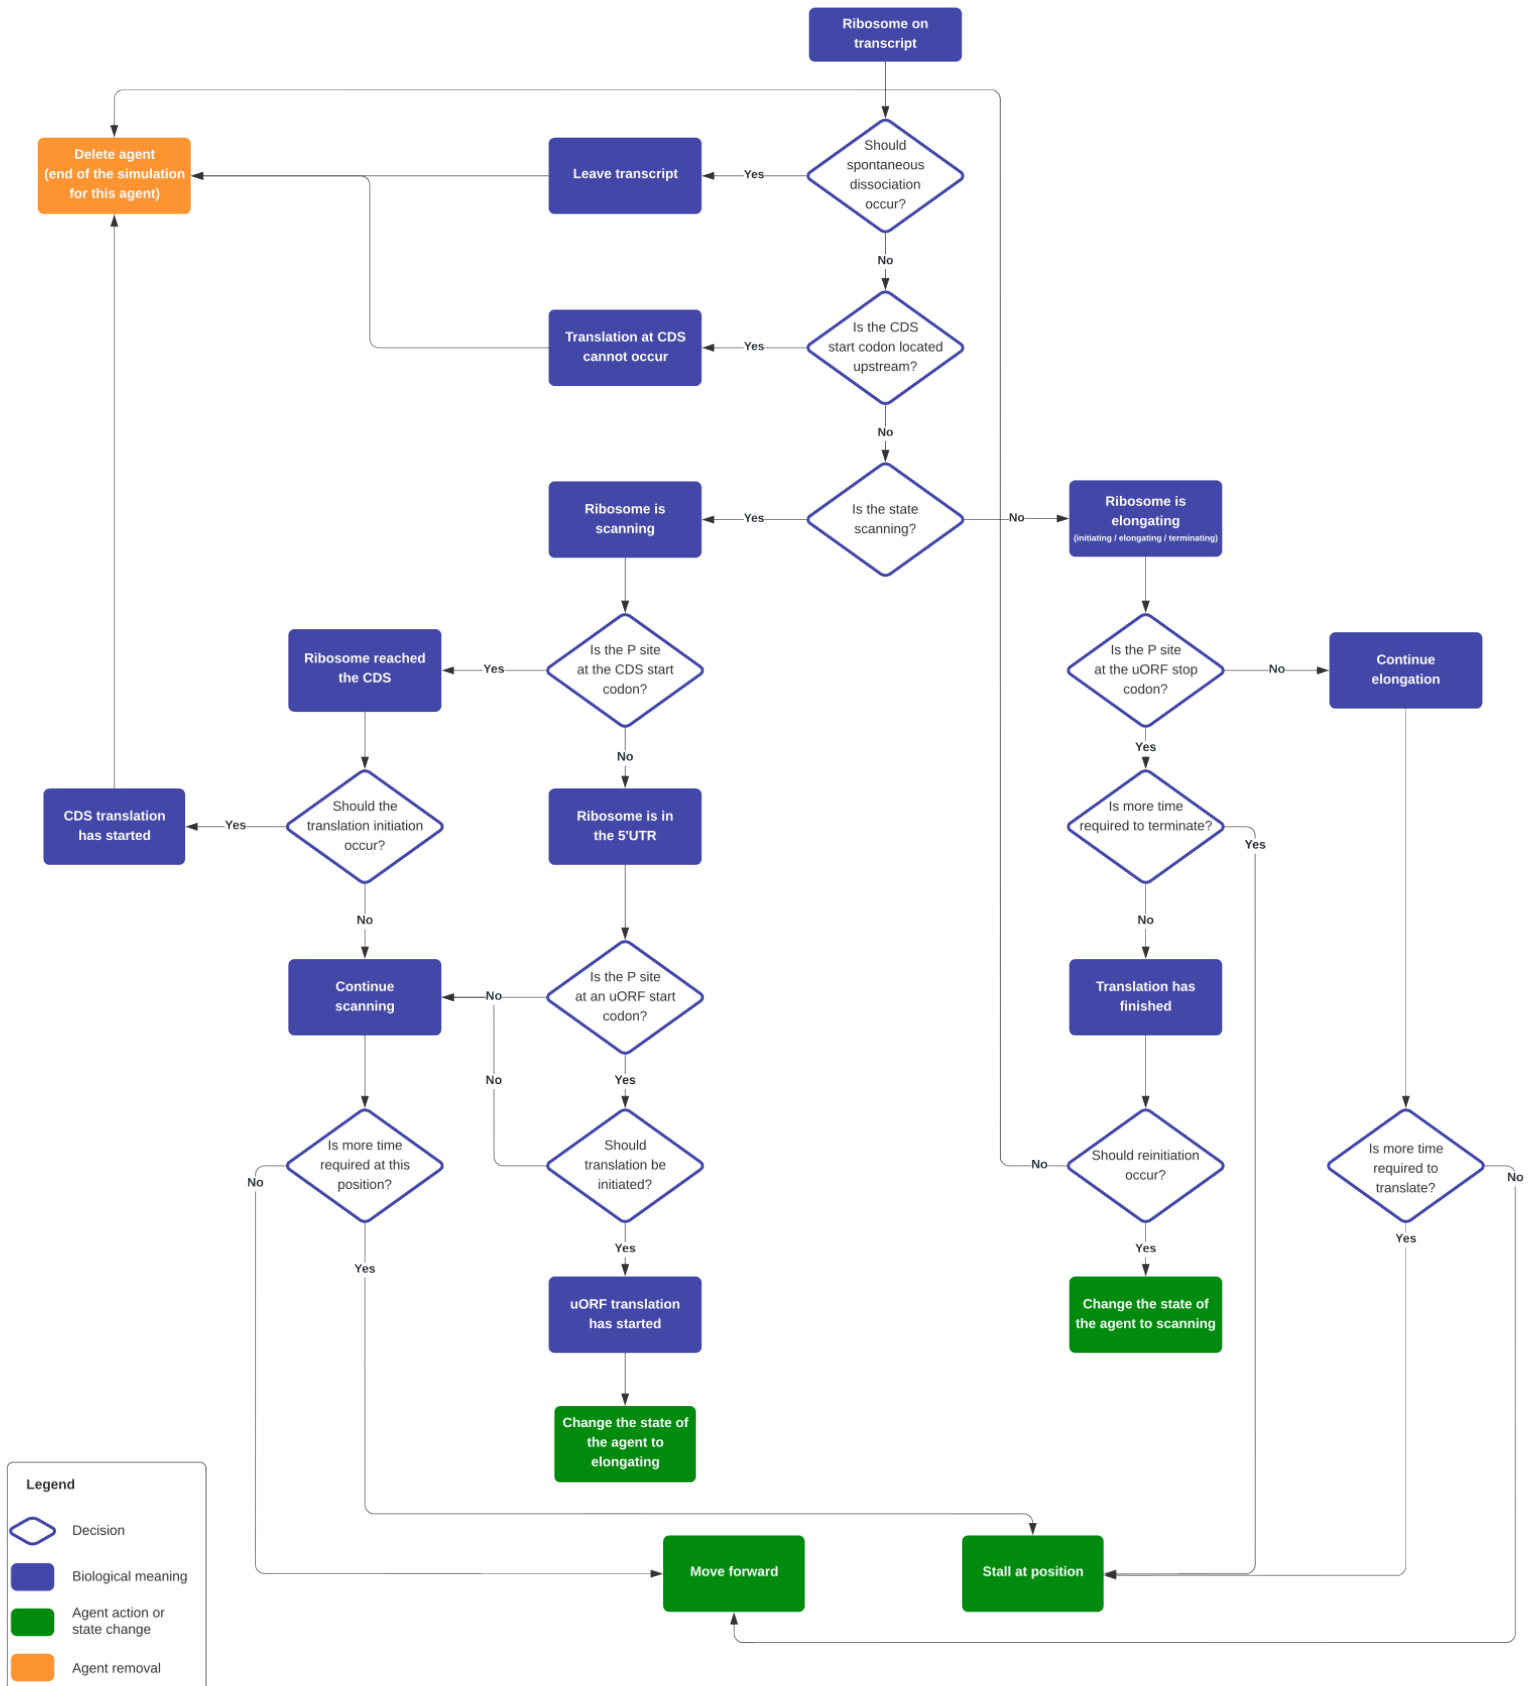 Ribosome on
transcript
Should
spontaneous
dissociation
occur?
Yes
Leave transcript
Delete agent
(end of the simulation
for this agent)
No
Is the CDS
start codon located
upstream?
Yes
Translation at CDS
cannot occur
No
Is the state
scanning?
Yes
Ribosome is
scanning
No
Ribosome is
elongating
(initiating / elongating / terminating)
Is the P site
at the CDS start
codon?
Yes
Ribosome reached
the CDS
Is the P site
at the uORF stop
codon?
No
Continue
elongation
No
Yes
Should the
translation initiation
occur?
Yes
CDS translation
has started
Ribosome is in
the 5'UTR
Is more time
required to terminate?
Yes
No
No
Continue
scanning
No
Is the P site
at an uORF start
codon?
Translation has
finished
No
Yes
Is more time
required at this
position?
No
Should
translation be
initiated?
Should reinitiation
occur?
No
Is more time
required to
translate?
No
Yes
Yes
Yes
Yes
uORF translation
has started
Change the state of
the agent to scanning
Change the state of
the agent to
elongating
Move forward
Stall at position
Legend
Decision
Biological meaning
Agent action or
state change
Agent removal